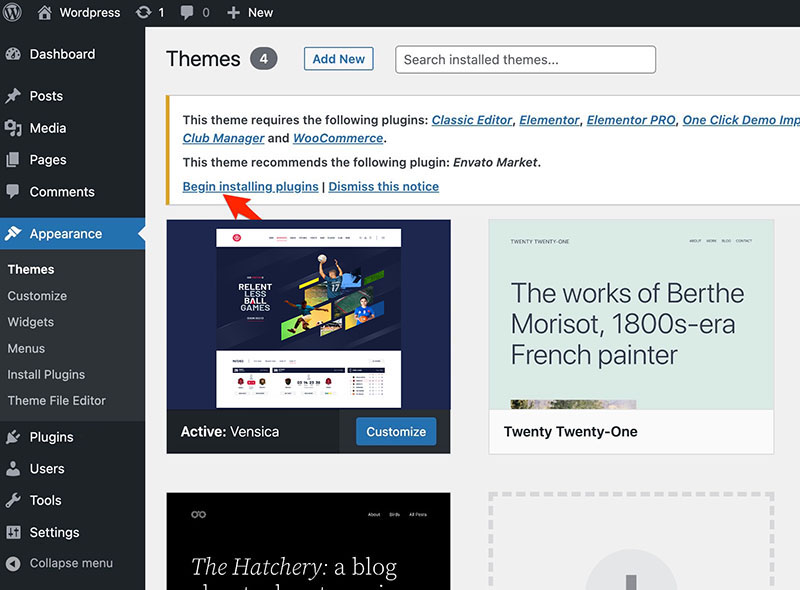 Wordpress 1 0 New
Dashboard
Posts
Media
Pages
Comments
Appearance
Themes
Customize
Widgets
Menus
Install Plugins
Theme File Editor
Plugins
Users
Tools
Settings
Collapse menu
Themes 4 Add New Search installed themes...
This theme requires the following plugins: Classic Editor, Elementor, Elementor PRO, One Click Demo Imp
Club Manager and WooCommerce.
This theme recommends the following plugin: Envato Market.
Begin installing plugins | Dismiss this notice
RELENT
LESS
BALL
GAMES
Active: Vensica Customize
TWENTY TWENTY-ONE ABOUT WORK BLOG CONTACT
The works of Berthe
Morisot, 1800s-era
French painter
Twenty Twenty-One
About Birds All Posts
The Hatchery: a blog